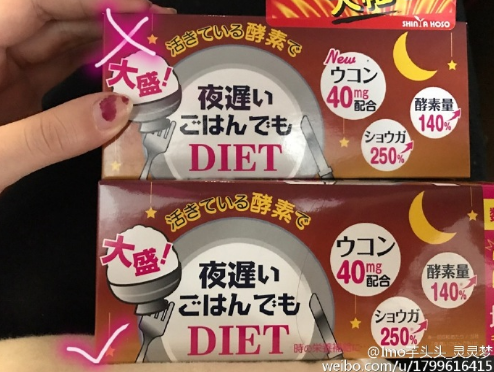 SHINYA HOSO
活きている酵素で
大盛!
夜遅い
ごはんでも
DIET
New
ウコン
40mg
配合
酵素量
140%
ショウガ
250%
活きている酵素で
大盛!
夜遅い
ごはんでも
DIET
ウコン
40mg
配合
酵素量
140%
ショウガ
250%
@Imo芋头头_灵灵梦
weibo.com/u/1799616415